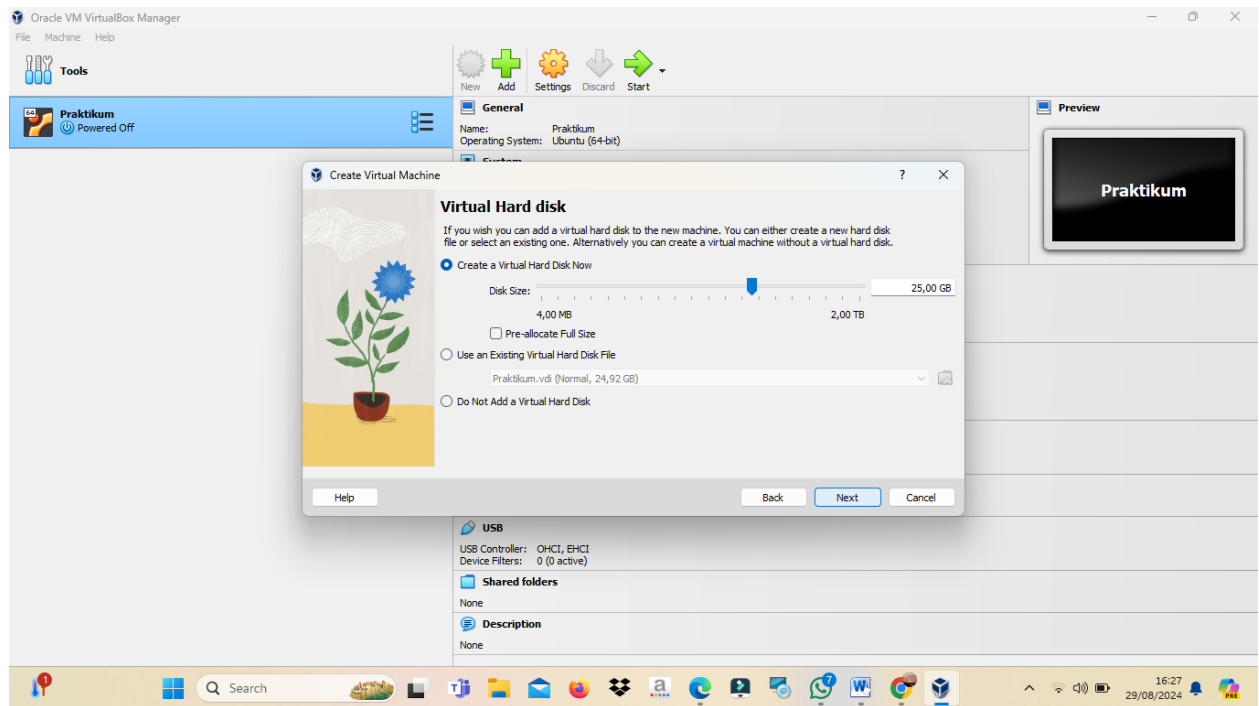 Oracle VM VirtualBox Manager
File Machine Help
Tools
New Add Settings Discard Start
64
Praktikum
Powered Off
General
Name: Praktikum
Operating System: Ubuntu (64-bit)
Preview
Praktikum
Create Virtual Machine ? 
Virtual Hard disk
If you wish you can add a virtual hard disk to the new machine. You can either create a new hard disk
file or select an existing one. Alternatively you can create a virtual machine without a virtual hard disk.
Create a Virtual Hard Disk Now
Disk Size: 25,00 GB
4,00 MB 2,00 TB
Pre-allocate Full Size
Use an Existing Virtual Hard Disk File
Praktikum.vdi (Normal, 24,92 GB)
Do Not Add a Virtual Hard Disk
Help Back Next Cancel
USB
USB Controller: OHCI, EHCI
Device Filters: 0 (0 active)
Shared folders
None
Description
None
1
Search
a
7
W
16:27
29/08/2024
PRE